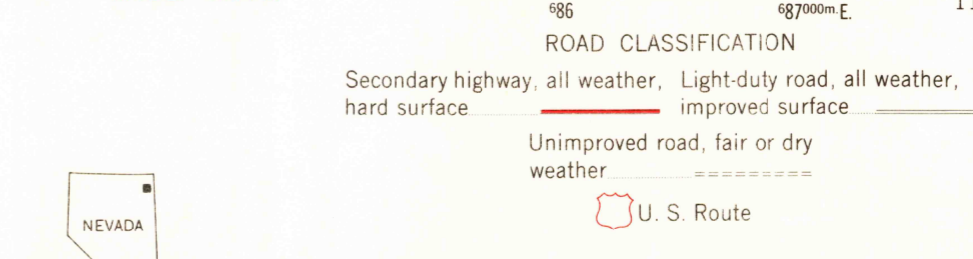 686
687000m. E.
ROAD CLASSIFICATION
Secondary highway, all weather,
hard surface
Light-duty road, all weather,
improved surface
Unimproved road, fair or dry
weather
U. S. Route
NEVADA